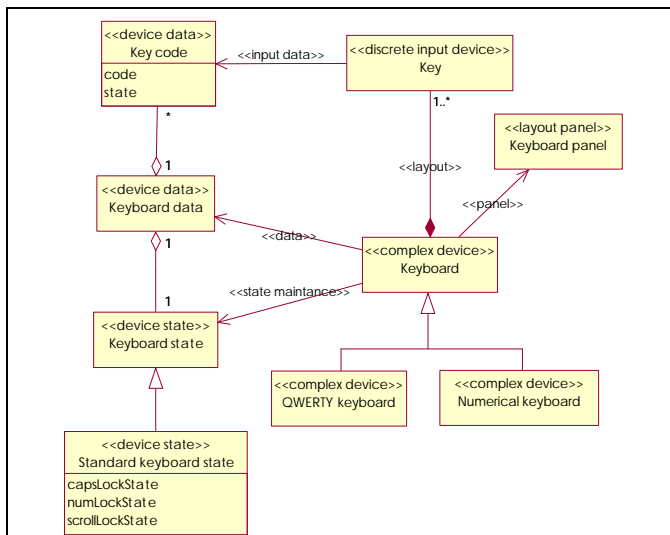 <<device data>>
Key code
code
state
<<input data>>
<<discrete input device>>
Key
1..*
<<layout panel>>
Keyboard panel
*
<<layout>>
1
<<device data>>
Keyboard data
<<panel>>
1
<<data>>
<<complex device>>
Keyboard
<<state maintance>>
1
<<device state>>
Keyboard state
<<complex device>>
QWERTY keyboard
<<complex device>>
Numerical keyboard
<<device state>>
Standard keyboard state
capsLockState
numLockState
scrollLockState